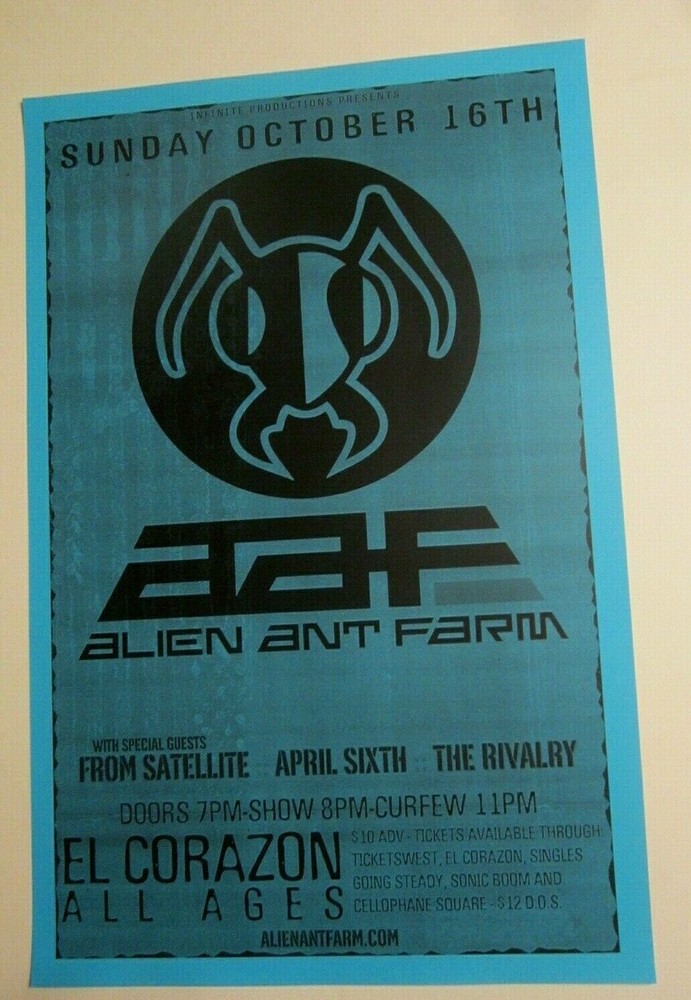 INFINITE PRODUCTIONS PRESENTS
SUNDAY OCTOBER 16TH
aaF
ALIEN ANT FARM
WITH SPECIAL GUESTS
FROM SATELLITE APRIL SIXTH THE RIVALRY
DOORS 7PM-SHOW 8PM-CURFEW 11PM
EL CORAZON
ALL AGES
$10 ADV - TICKETS AVAILABLE THROUGH:
TICKETSWEST, EL CORAZON, SINGLES
GOING STEADY, SONIC BOOM AND
CELLOPHANE SQUARE - $12 D.O.S.
ALIENANTFARM.COM